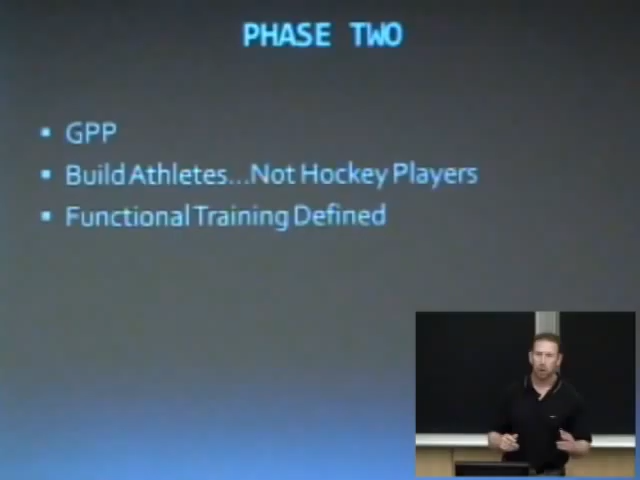 PHASE TWO
GPP
Build Athletes...Not Hockey Players
Functional Training Defined